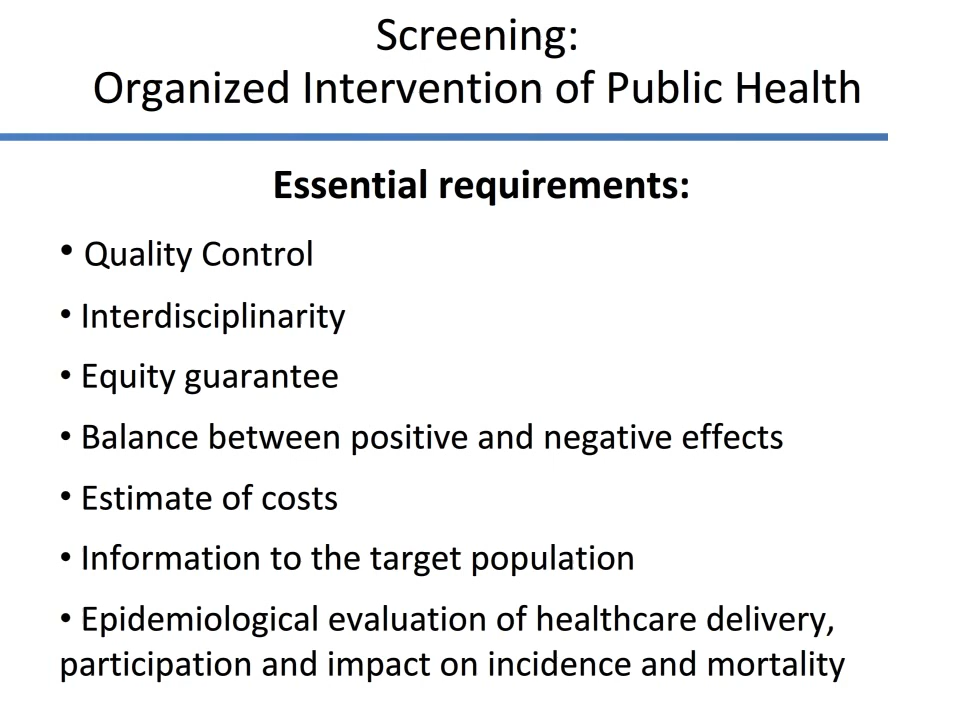 Screening:
Organized Intervention of Public Health
Essential requirements:
• Quality Control
• Interdisciplinarity
• Equity guarantee
• Balance between positive and negative effects
• Estimate of costs
• Information to the target population
• Epidemiological evaluation of healthcare delivery,
participation and impact on incidence and mortality